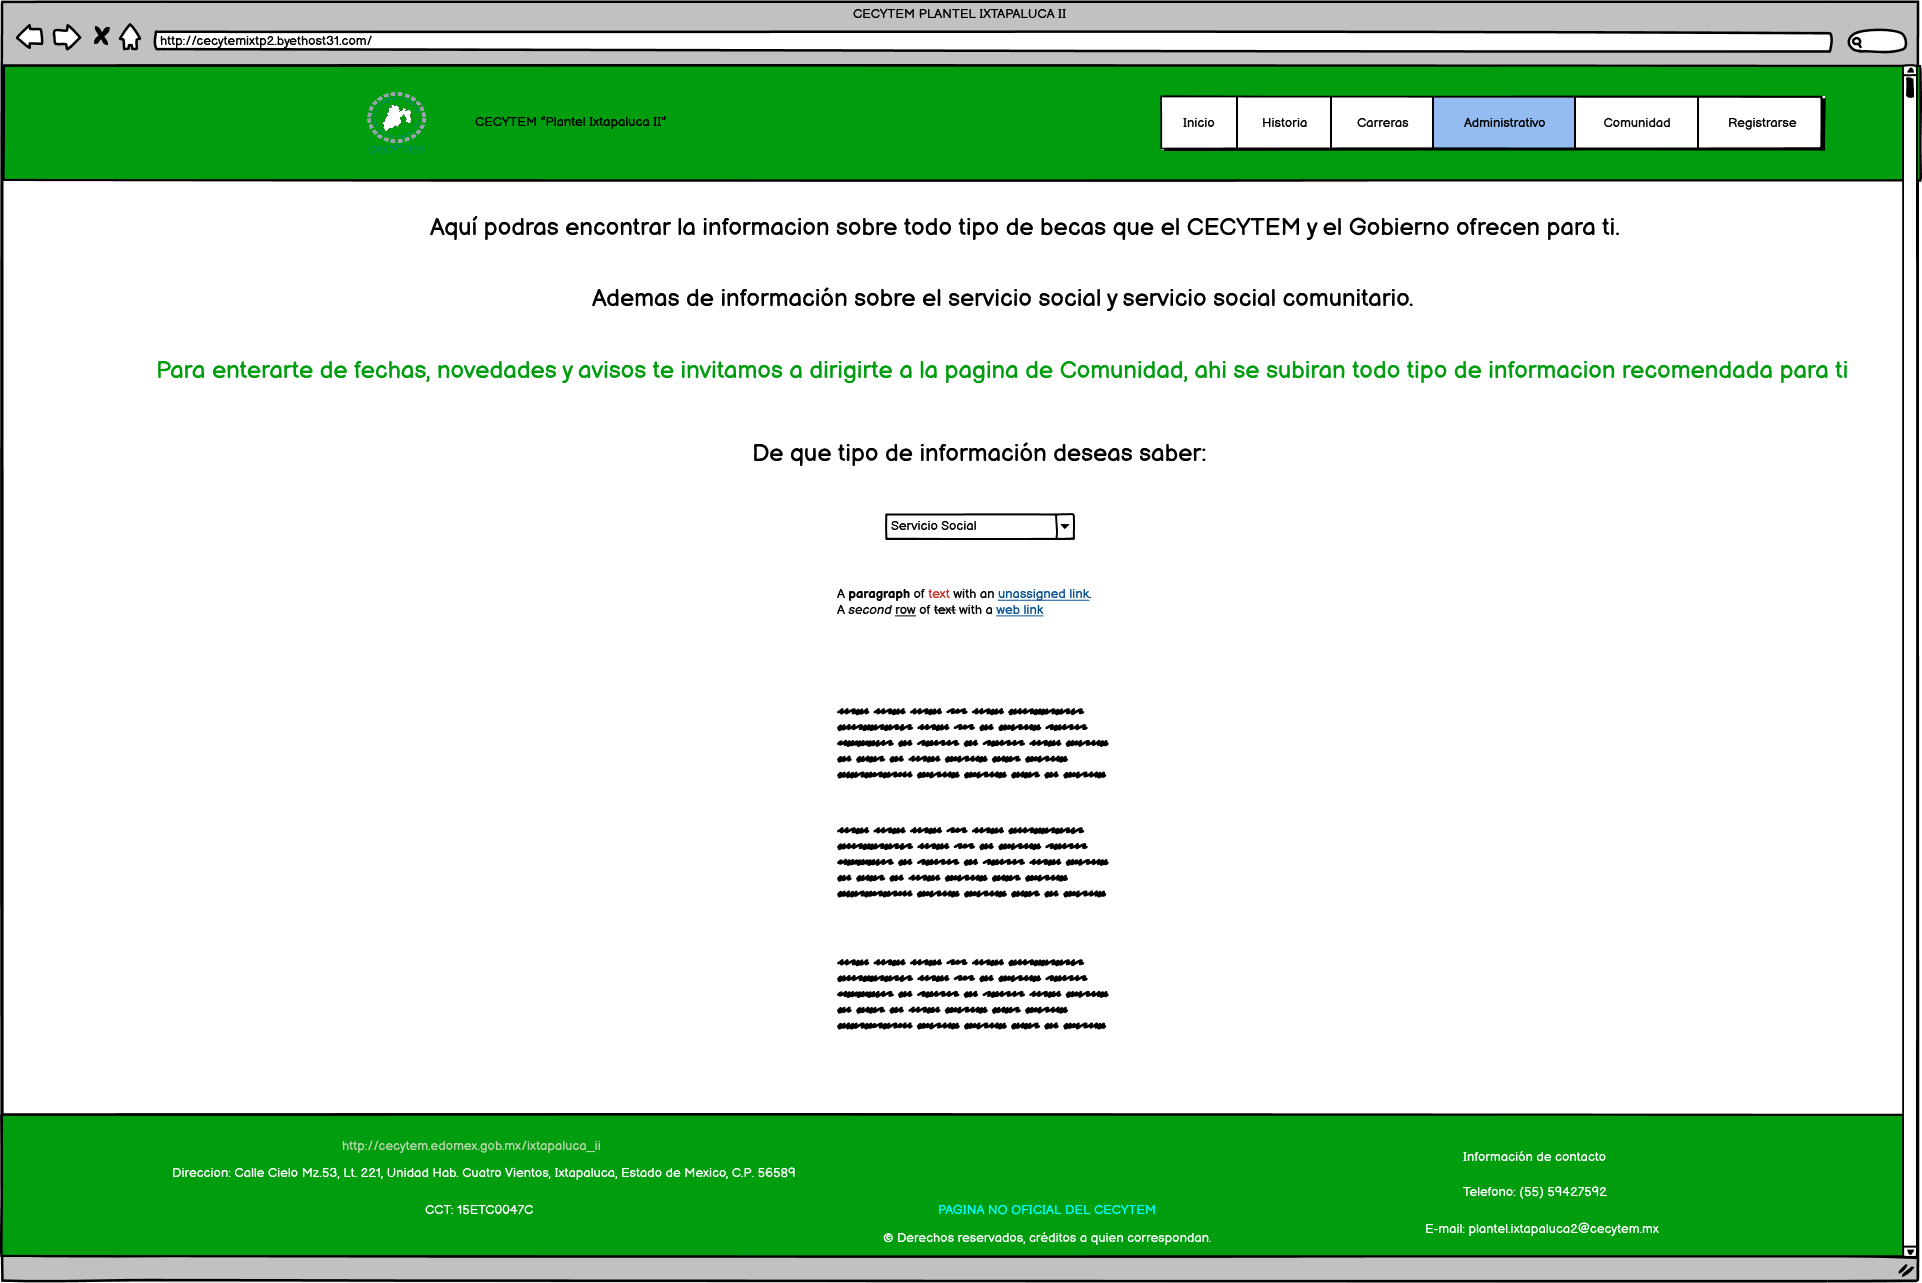 CECYTEM PLANTEL IXTAPALUCA II
http://cecytemixtp2.byethost31.com/
CECYTEM "Plantel Ixtapaluca II"
Inicio
Historia
Carreras
Administrativo
Comunidad
Registrarse
Aquí podras encontrar la informacion sobre todo tipo de becas que el CECYTEM y el Gobierno ofrecen para ti.
Ademas de información sobre el servicio social y servicio social comunitario.
Para enterarte de fechas, novedades y avisos te invitamos a dirigirte a la pagina de Comunidad, ahi se subiran todo tipo de informacion recomendada para ti
De que tipo de información deseas saber:
Servicio Social
A paragraph of text with an unassigned link.
A second row of text with a web link
http://cecytem.edomex.gob.mx/ixtapaluca_ii
Direccion: Calle Cielo Mz.53, Lt. 221, Unidad Hab. Cuatro Vientos, Ixtapaluca, Estado de Mexico, C.P. 56589
CCT: 15ETC0047C
PAGINA NO OFICIAL DEL CECYTEM
© Derechos reservados, créditos a quien correspondan.
Información de contacto
Telefono: (55) 59427592
E-mail: plantel.ixtapaluca2@cecytem.mx